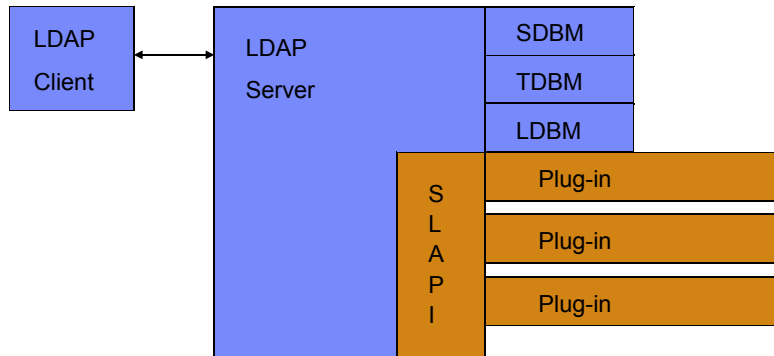 LDAP
Client
LDAP
Server
SDBM
TDBM
LDBM
S
L
A
P
I
Plug-in
Plug-in
Plug-in